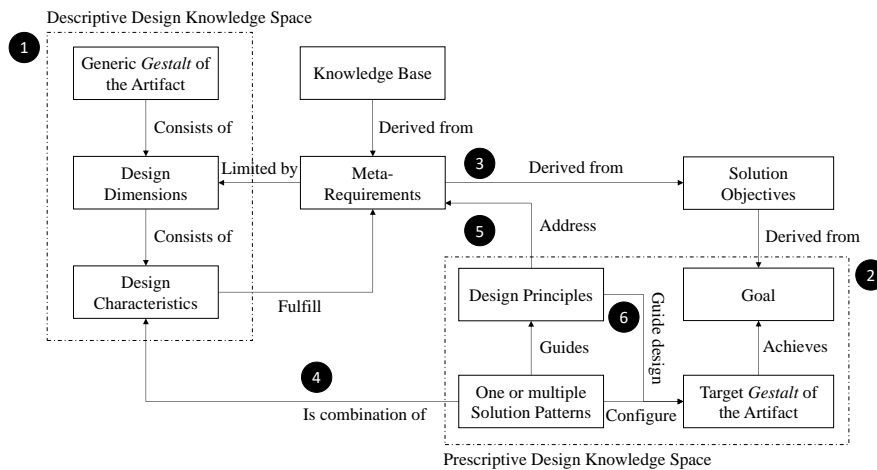 Descriptive Design Knowledge Space
1
Generic Gestalt of
the Artifact
Knowledge Base
Consists of
Derived from
Design
Dimensions
Limited by
Meta-
Requirements
3
Derived from
Solution
Objectives
Consists of
5
Address
Derived from
2
Design
Characteristics
Fulfill
Design Principles
6
Guide design
Goal
Guides
Achieves
4
Is combination of
One or multiple
Solution Patterns
Configure
Target Gestalt of
the Artifact
Prescriptive Design Knowledge Space